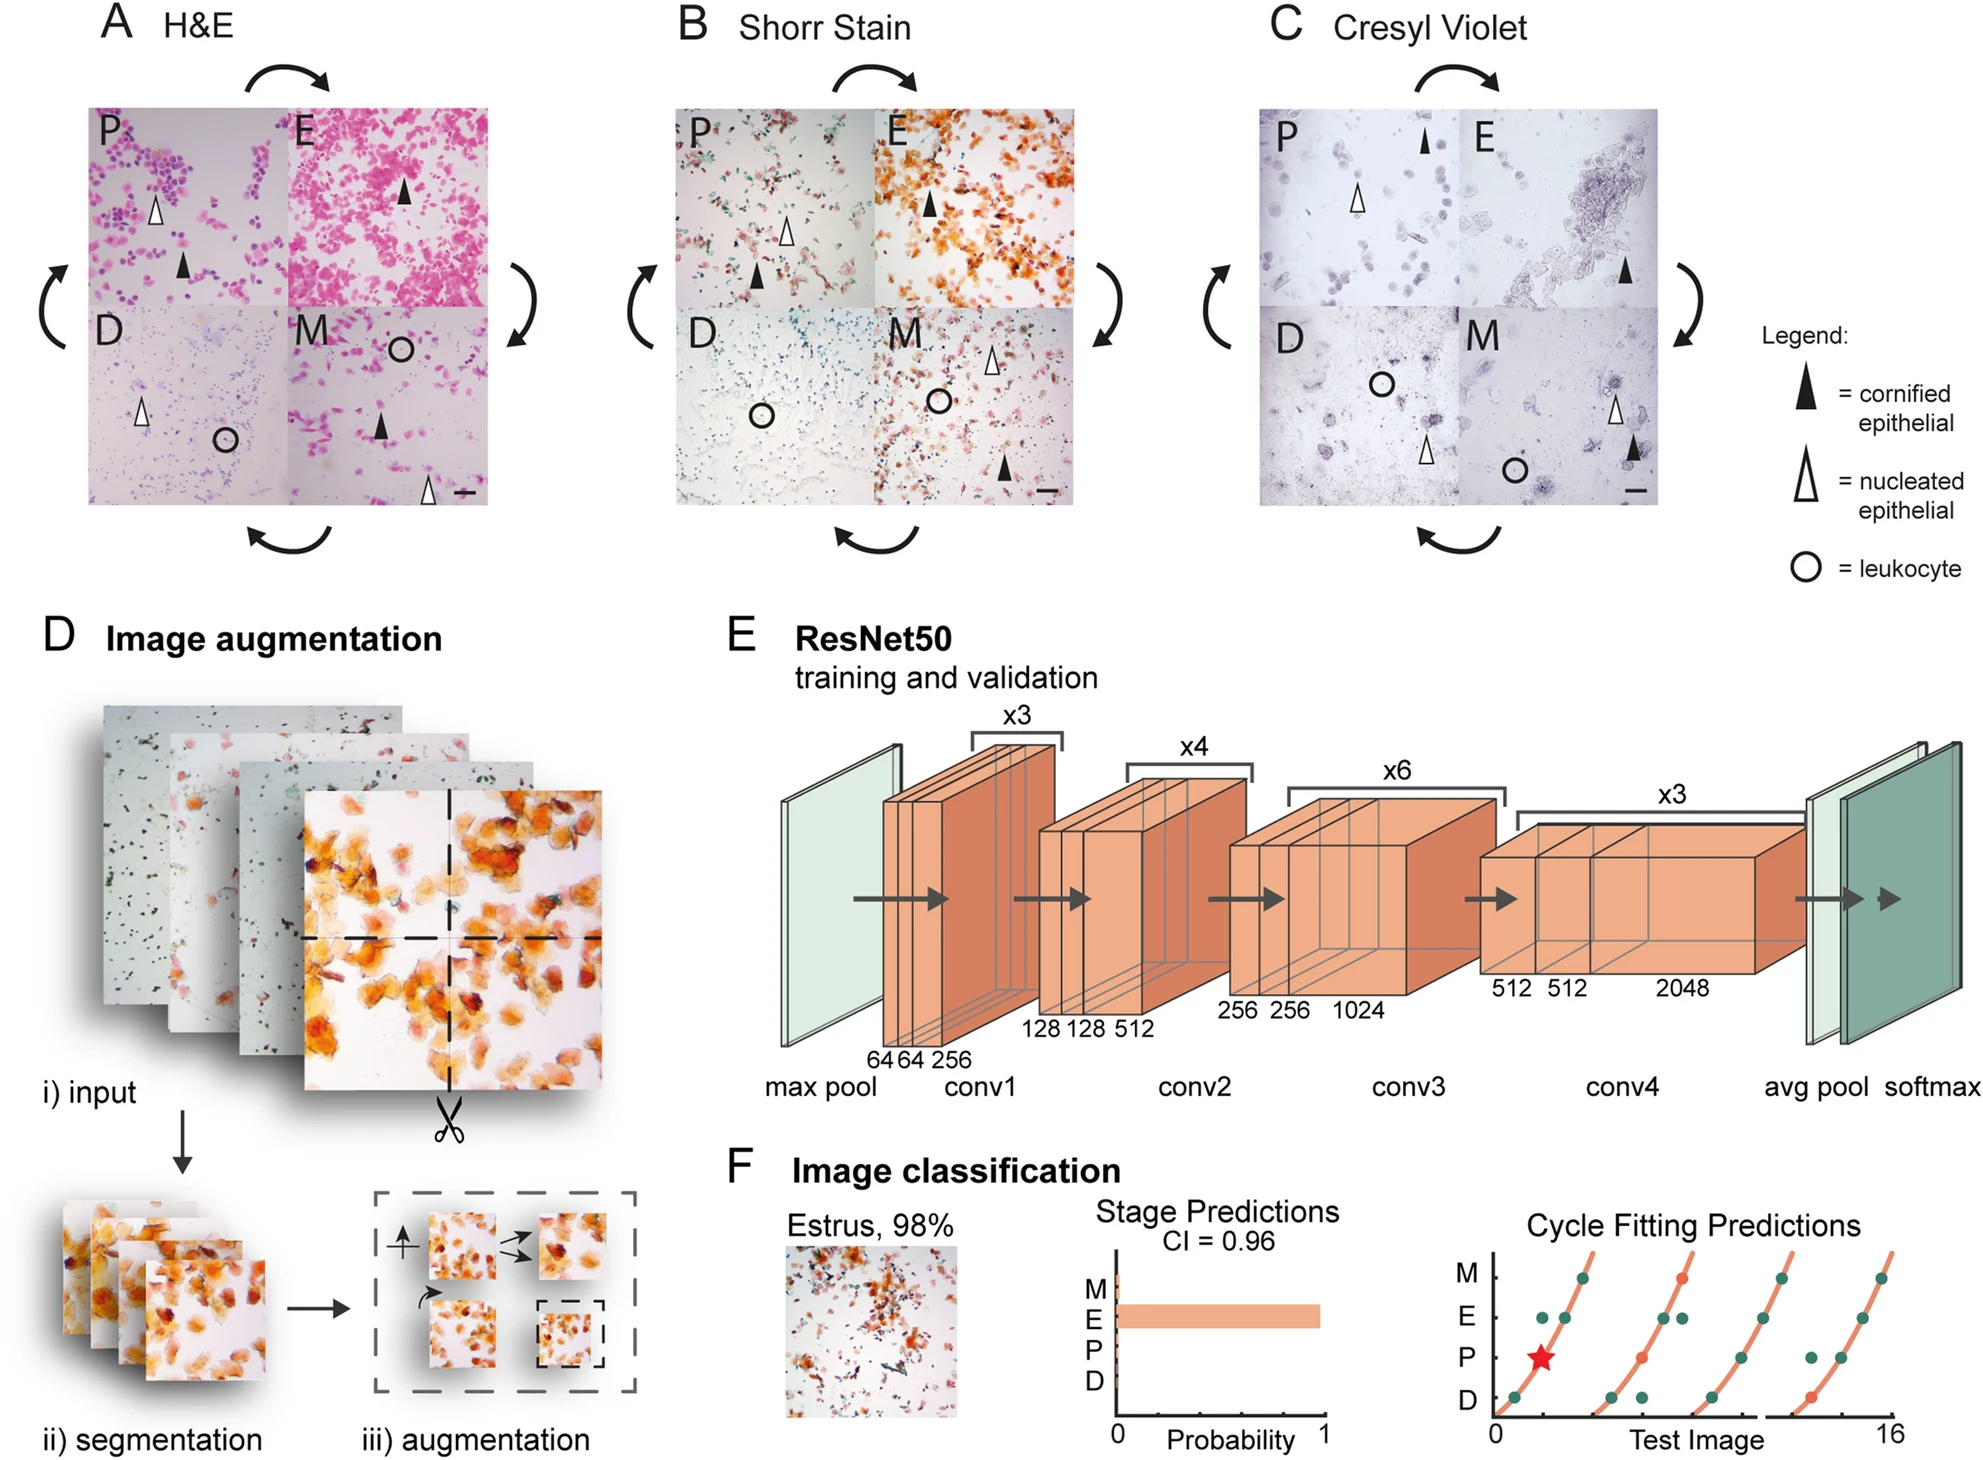 A H&E
P E
D M
B Shorr Stain
P E
D M
C Cresyl Violet
P E
D M
Legend:
= cornified
epithelial
= nucleated
epithelial
= leukocyte
D Image augmentation
i) input
ii) segmentation
iii) augmentation
E ResNet50
training and validation
x3
x4
x6
x3
64 64 256
128 128 512
256 256 1024
512 512 2048
max pool conv1 conv2 conv3 conv4 avg pool softmax
F Image classification
Estrus, 98%
Stage Predictions
CI = 0.96
M
E
P
D
0 Probability 1
Cycle Fitting Predictions
M
E
P
D
0 Test Image 16